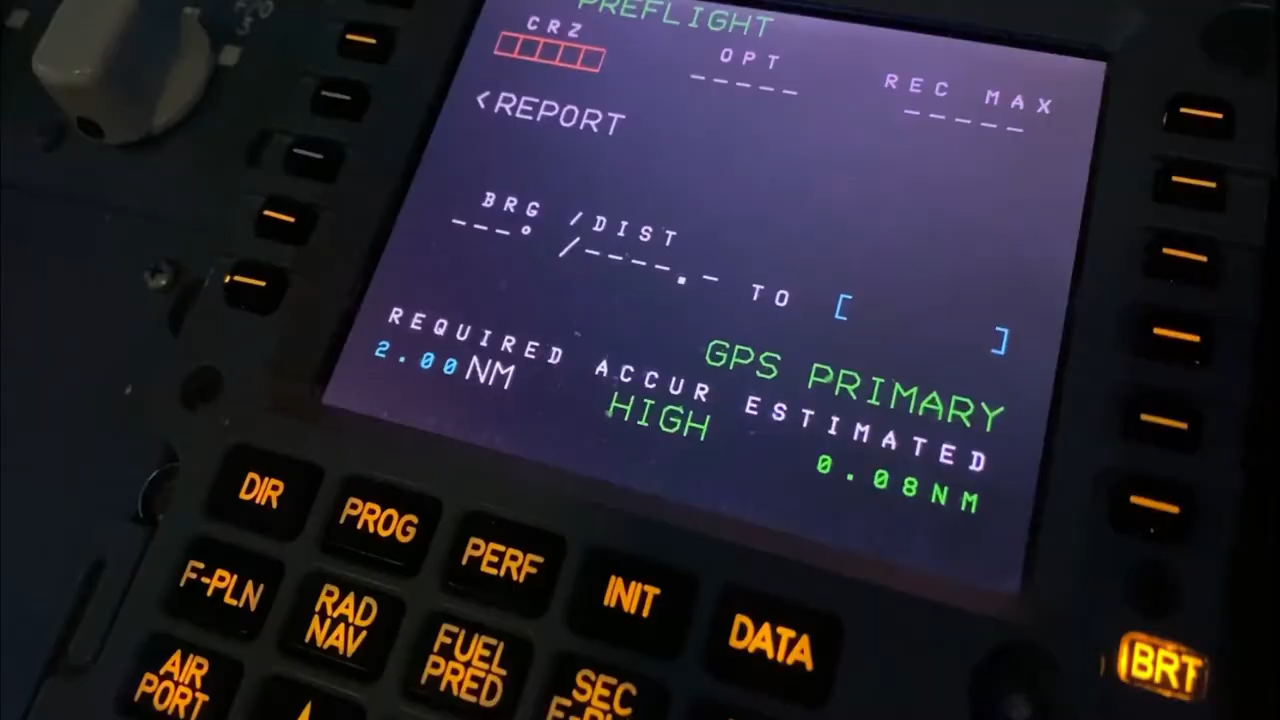 PREFLIGHT
CRZ OPT REC MAX
----- -----
<REPORT
BRG /DIST
---° /----.- TO [ ]
GPS PRIMARY
REQUIRED ACCUR ESTIMATED
2.00NM HIGH 0.08NM
DIR PROG PERF INIT DATA
F-PLN RAD NAV FUEL PRED SEC
AIR PORT
BRT